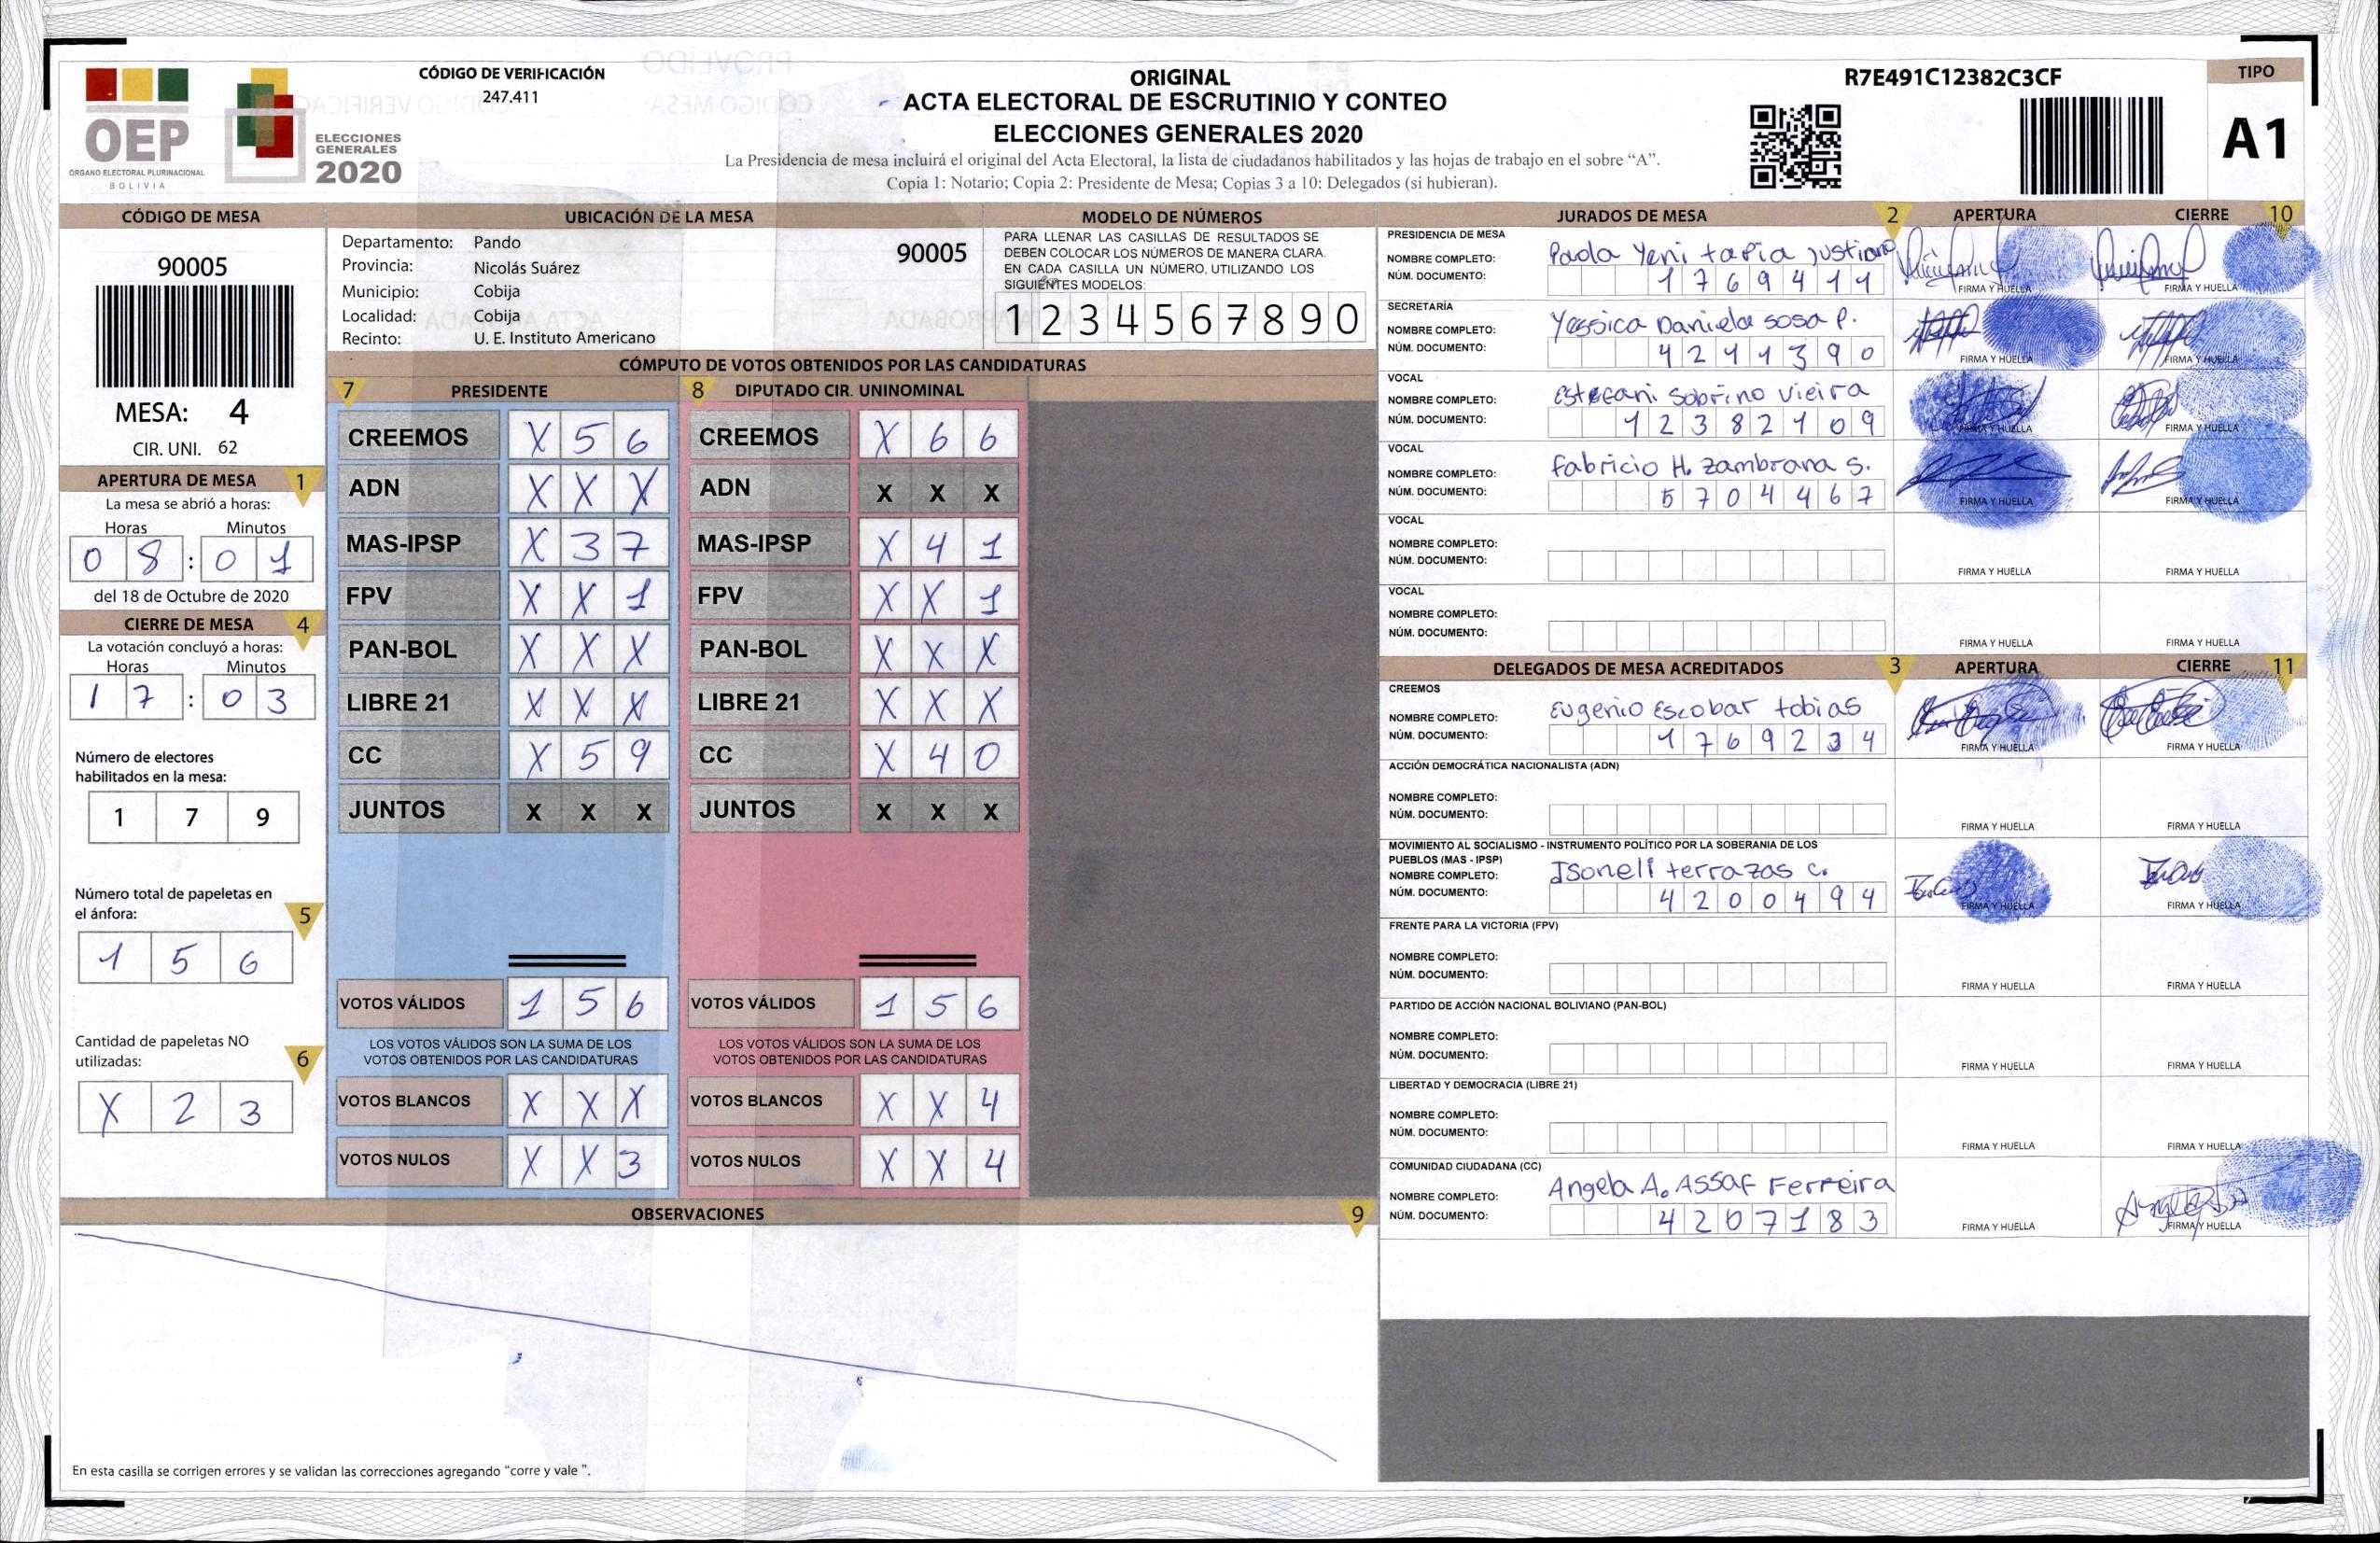 OEP
ÓRGANO ELECTORAL PLURINACIONAL
BOLIVIA
ELECCIONES
GENERALES
2020
CÓDIGO DE VERIFICACIÓN
247.411
ORIGINAL
ACTA ELECTORAL DE ESCRUTINIO Y CONTEO
ELECCIONES GENERALES 2020
La Presidencia de mesa incluirá el original del Acta Electoral, la lista de ciudadanos habilitados y las hojas de trabajo en el sobre “A”.
Copia 1: Notario; Copia 2: Presidente de Mesa; Copias 3 a 10: Delegados (si hubieran).
R7E491C12382C3CF
TIPO
A1
CÓDIGO DE MESA
90005
MESA: 4
CIR. UNI. 62
APERTURA DE MESA 1
La mesa se abrió a horas:
Horas Minutos
0 8 : 0 1
del 18 de Octubre de 2020
CIERRE DE MESA 4
La votación concluyó a horas:
Horas Minutos
1 7 : 0 3
Número de electores
habilitados en la mesa:
1 7 9
Número total de papeletas en
el ánfora: 5
1 5 6
Cantidad de papeletas NO
utilizadas: 6
X 2 3
UBICACIÓN DE LA MESA
Departamento: Pando 90005
Provincia: Nicolás Suárez
Municipio: Cobija
Localidad: Cobija
Recinto: U. E. Instituto Americano
MODELO DE NÚMEROS
PARA LLENAR LAS CASILLAS DE RESULTADOS SE
DEBEN COLOCAR LOS NÚMEROS DE MANERA CLARA.
EN CADA CASILLA UN NÚMERO, UTILIZANDO LOS
SIGUIENTES MODELOS:
1 2 3 4 5 6 7 8 9 0
CÓMPUTO DE VOTOS OBTENIDOS POR LAS CANDIDATURAS
7 PRESIDENTE 8 DIPUTADO CIR. UNINOMINAL
CREEMOS X 5 6 CREEMOS X 6 6
ADN X X X ADN X X X
MAS-IPSP X 3 7 MAS-IPSP X 4 1
FPV X X 1 FPV X X 1
PAN-BOL X X X PAN-BOL X X X
LIBRE 21 X X X LIBRE 21 X X X
CC X 5 9 CC X 4 0
JUNTOS X X X JUNTOS X X X
VOTOS VÁLIDOS 1 5 6 VOTOS VÁLIDOS 1 5 6
LOS VOTOS VÁLIDOS SON LA SUMA DE LOS LOS VOTOS VÁLIDOS SON LA SUMA DE LOS
VOTOS OBTENIDOS POR LAS CANDIDATURAS VOTOS OBTENIDOS POR LAS CANDIDATURAS
VOTOS BLANCOS X X X VOTOS BLANCOS X X 4
VOTOS NULOS X X 3 VOTOS NULOS X X 4
OBSERVACIONES 9
En esta casilla se corrigen errores y se validan las correcciones agregando “corre y vale ”.
JURADOS DE MESA 2 APERTURA CIERRE 10
PRESIDENCIA DE MESA
NOMBRE COMPLETO: Paola Yeni tapia justiano
NÚM. DOCUMENTO: 1 7 6 9 4 1 1
FIRMA Y HUELLA FIRMA Y HUELLA
SECRETARÍA
NOMBRE COMPLETO: Yessica Daniela sosa P.
NÚM. DOCUMENTO: 4 2 4 1 3 9 0
FIRMA Y HUELLA FIRMA Y HUELLA
VOCAL
NOMBRE COMPLETO: Estefani Sobrino Vieira
NÚM. DOCUMENTO: 1 2 3 8 2 1 0 9
FIRMA Y HUELLA FIRMA Y HUELLA
VOCAL
NOMBRE COMPLETO: Fabricio H. Zambrana S.
NÚM. DOCUMENTO: 5 7 0 4 4 6 7
FIRMA Y HUELLA FIRMA Y HUELLA
VOCAL
NOMBRE COMPLETO:
NÚM. DOCUMENTO:
FIRMA Y HUELLA FIRMA Y HUELLA
VOCAL
NOMBRE COMPLETO:
NÚM. DOCUMENTO:
FIRMA Y HUELLA FIRMA Y HUELLA
DELEGADOS DE MESA ACREDITADOS 3 APERTURA CIERRE 11
CREEMOS
NOMBRE COMPLETO: Eugenio Escobar tobias
NÚM. DOCUMENTO: 1 7 6 9 2 3 4
FIRMA Y HUELLA FIRMA Y HUELLA
ACCIÓN DEMOCRÁTICA NACIONALISTA (ADN)
NOMBRE COMPLETO:
NÚM. DOCUMENTO:
FIRMA Y HUELLA FIRMA Y HUELLA
MOVIMIENTO AL SOCIALISMO - INSTRUMENTO POLÍTICO POR LA SOBERANIA DE LOS
PUEBLOS (MAS - IPSP)
NOMBRE COMPLETO: Isoneli terrazas c.
NÚM. DOCUMENTO: 4 2 0 0 4 9 4
FIRMA Y HUELLA FIRMA Y HUELLA
FRENTE PARA LA VICTORIA (FPV)
NOMBRE COMPLETO:
NÚM. DOCUMENTO:
FIRMA Y HUELLA FIRMA Y HUELLA
PARTIDO DE ACCIÓN NACIONAL BOLIVIANO (PAN-BOL)
NOMBRE COMPLETO:
NÚM. DOCUMENTO:
FIRMA Y HUELLA FIRMA Y HUELLA
LIBERTAD Y DEMOCRACIA (LIBRE 21)
NOMBRE COMPLETO:
NÚM. DOCUMENTO:
FIRMA Y HUELLA FIRMA Y HUELLA
COMUNIDAD CIUDADANA (CC)
NOMBRE COMPLETO: Angela A. Assaf Ferreira
NÚM. DOCUMENTO: 4 2 0 7 1 8 3
FIRMA Y HUELLA FIRMA Y HUELLA